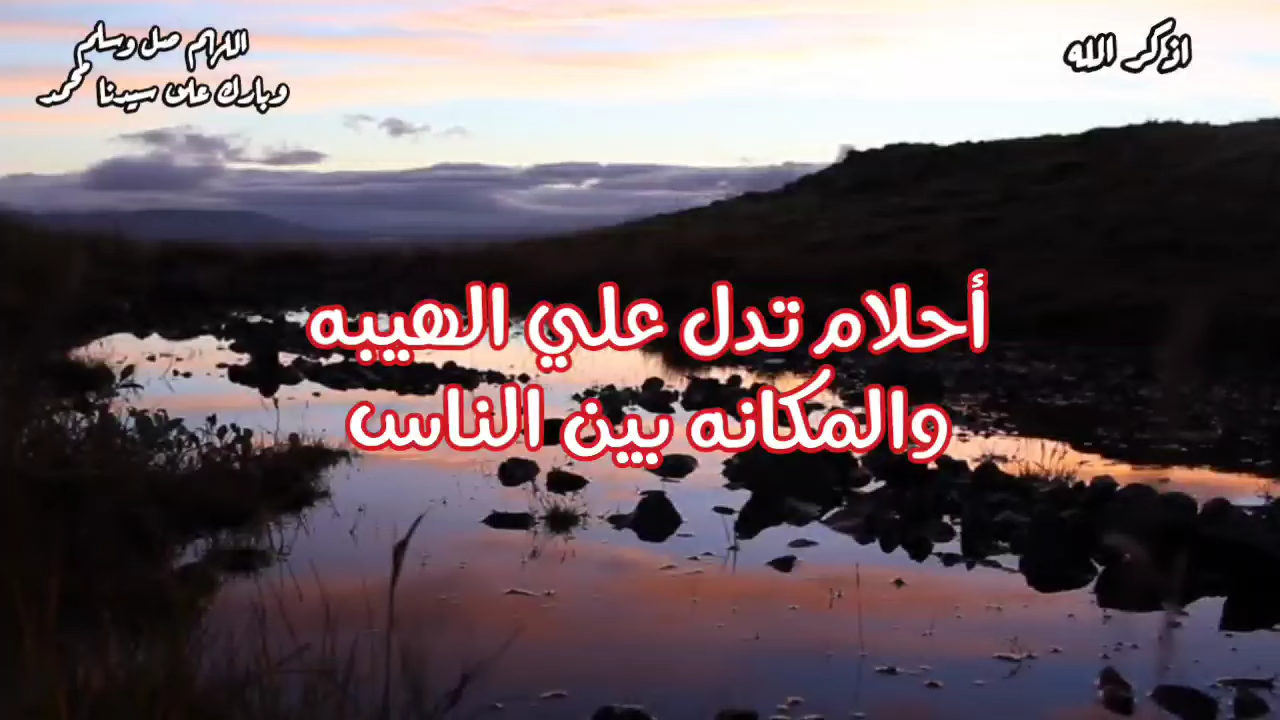 اذكر الله
اللهم صل وسلم
وبارك على سيدنا محمد
أحلام تدل علي الهيبه
والمكانه بين الناس